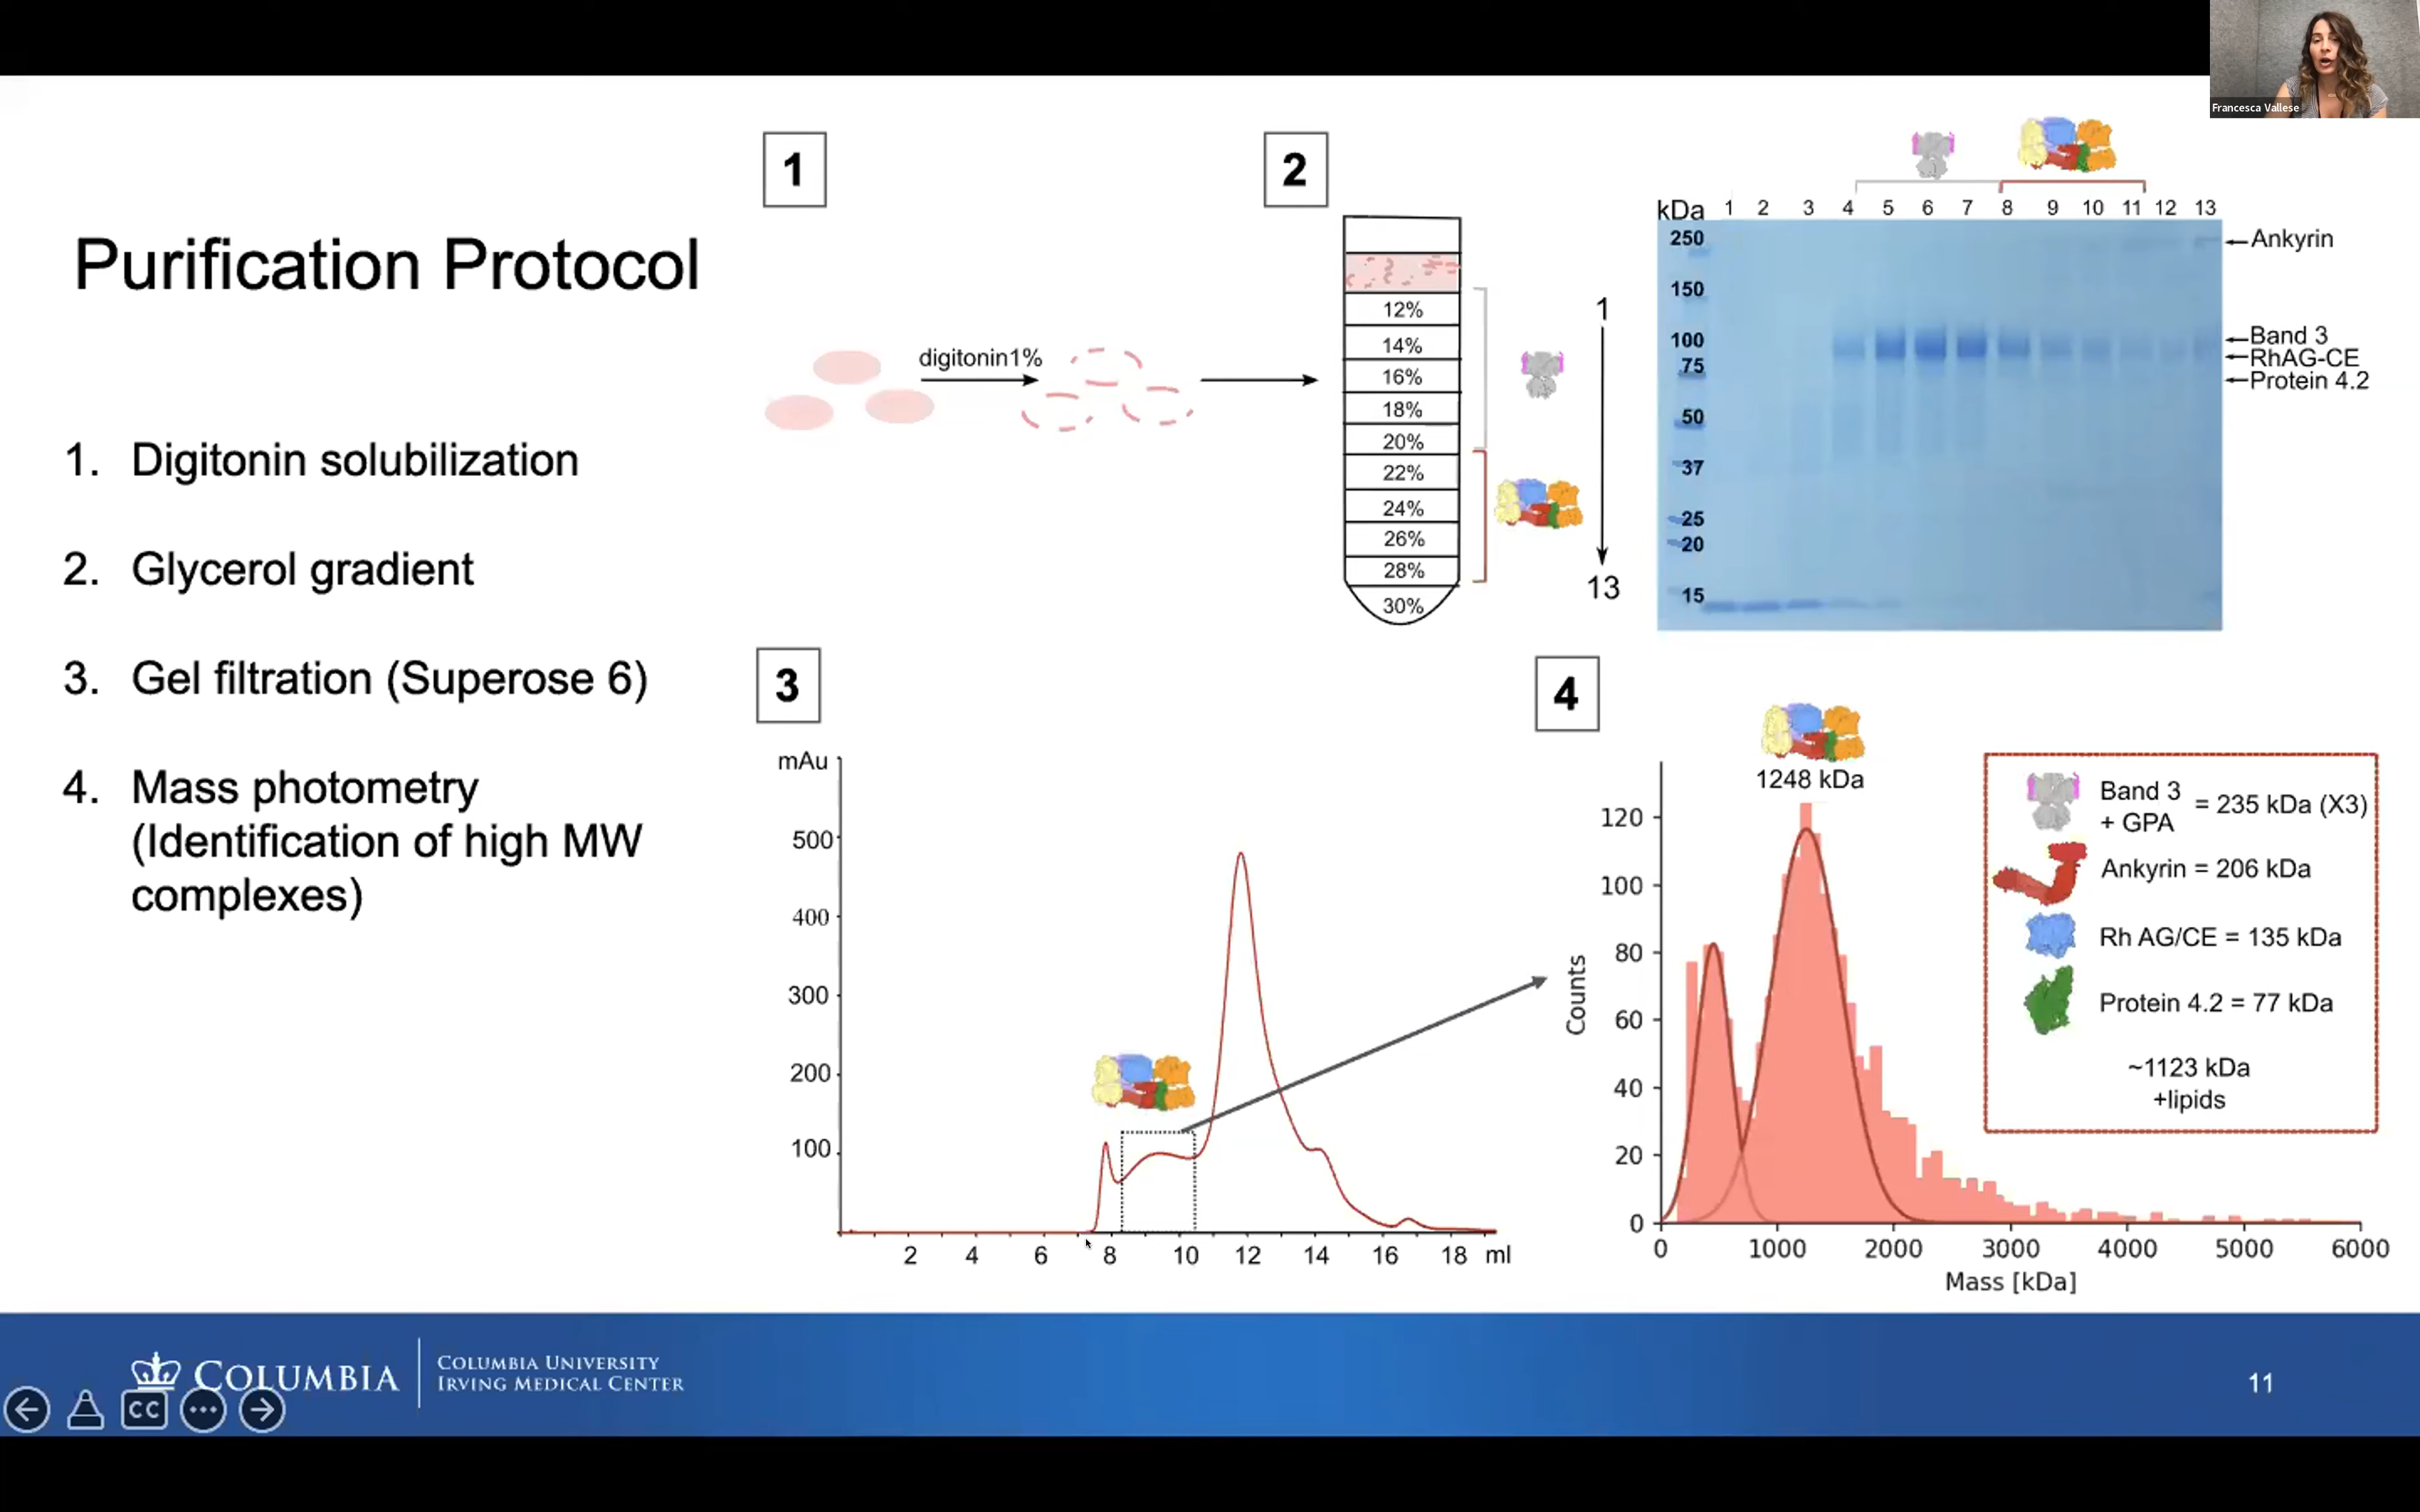 Francesca Vallese
Purification Protocol
1. Digitonin solubilization
2. Glycerol gradient
3. Gel filtration (Superose 6)
4. Mass photometry
(Identification of high MW
complexes)
1
digitonin1%
2
12%
14%
16%
18%
20%
22%
24%
26%
28%
30%
1
13
kDa 1 2 3 4 5 6 7 8 9 10 11 12 13
250
150
100
75
50
37
25
20
15
Ankyrin
Band 3
RhAG-CE
Protein 4.2
3
mAu
500
400
300
200
100
2 4 6 8 10 12 14 16 18 ml
4
1248 kDa
120
100
80
60
40
20
0
Counts
0 1000 2000 3000 4000 5000 6000
Mass [kDa]
Band 3
+ GPA = 235 kDa (X3)
Ankyrin = 206 kDa
Rh AG/CE = 135 kDa
Protein 4.2 = 77 kDa
~1123 kDa
+lipids
COLUMBIA
COLUMBIA UNIVERSITY
IRVING MEDICAL CENTER
CC
11